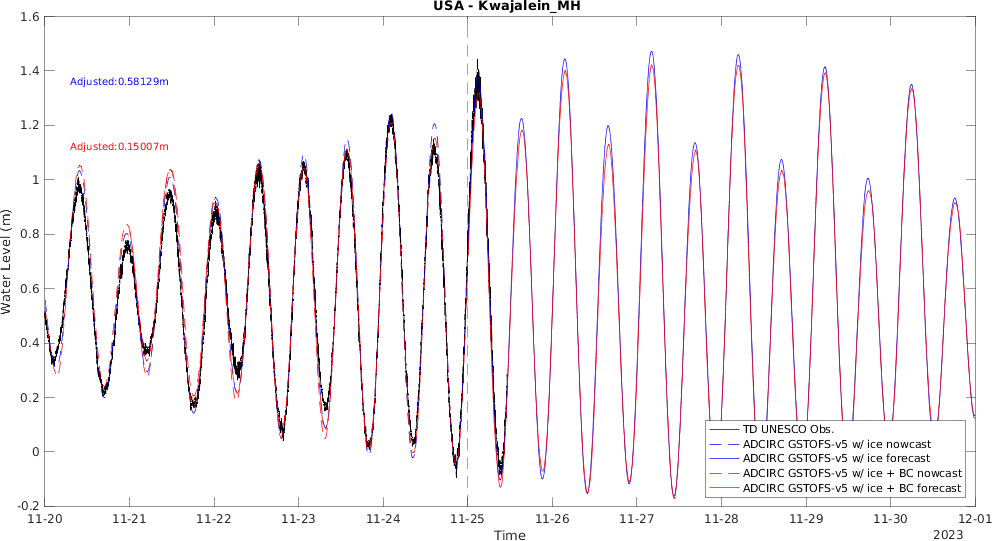 USA - Kwajalein_MH
1.6
1.4
1.2
1
0.8
0.6
0.4
0.2
0
-0.2
Water Level (m)
Adjusted:0.58129m
Adjusted:0.15007m
TD UNESCO Obs.
ADCIRC GSTOFS-v5 w/ ice nowcast
ADCIRC GSTOFS-v5 w/ ice forecast
ADCIRC GSTOFS-v5 w/ ice + BC nowcast
ADCIRC GSTOFS-v5 w/ ice + BC forecast
11-20 11-21 11-22 11-23 11-24 11-25 11-26 11-27 11-28 11-29 11-30 12-01
Time
2023